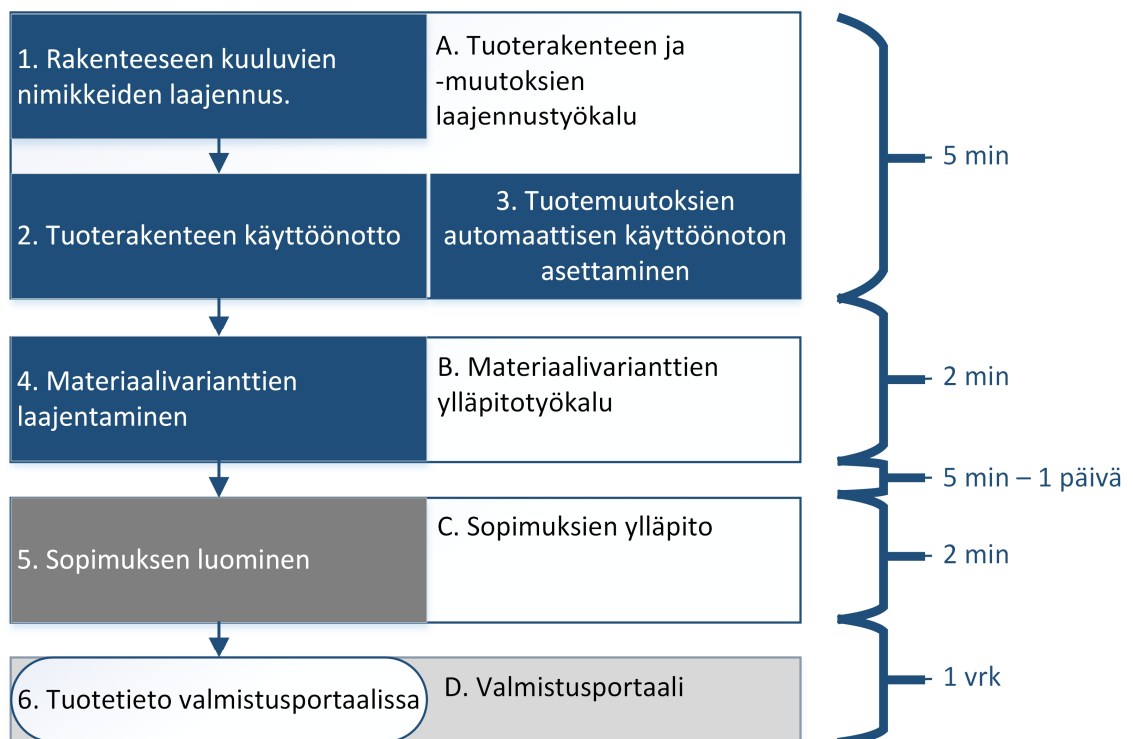 1. Rakenteeseen kuuluvien
nimikkeiden laajennus.
A. Tuoterakenteen ja
-muutoksien
laajennustyökalu
5 min
2. Tuoterakenteen käyttöönotto
3. Tuotemuutoksien
automaattisen käyttöönoton
asettaminen
4. Materiaalivarianttien
laajentaminen
B. Materiaalivarianttien
ylläpitotyökalu
2 min
5 min – 1 päivä
5. Sopimuksen luominen
C. Sopimuksien ylläpito
2 min
6. Tuotetieto valmistusportaalissa
D. Valmistusportaali
1 vrk